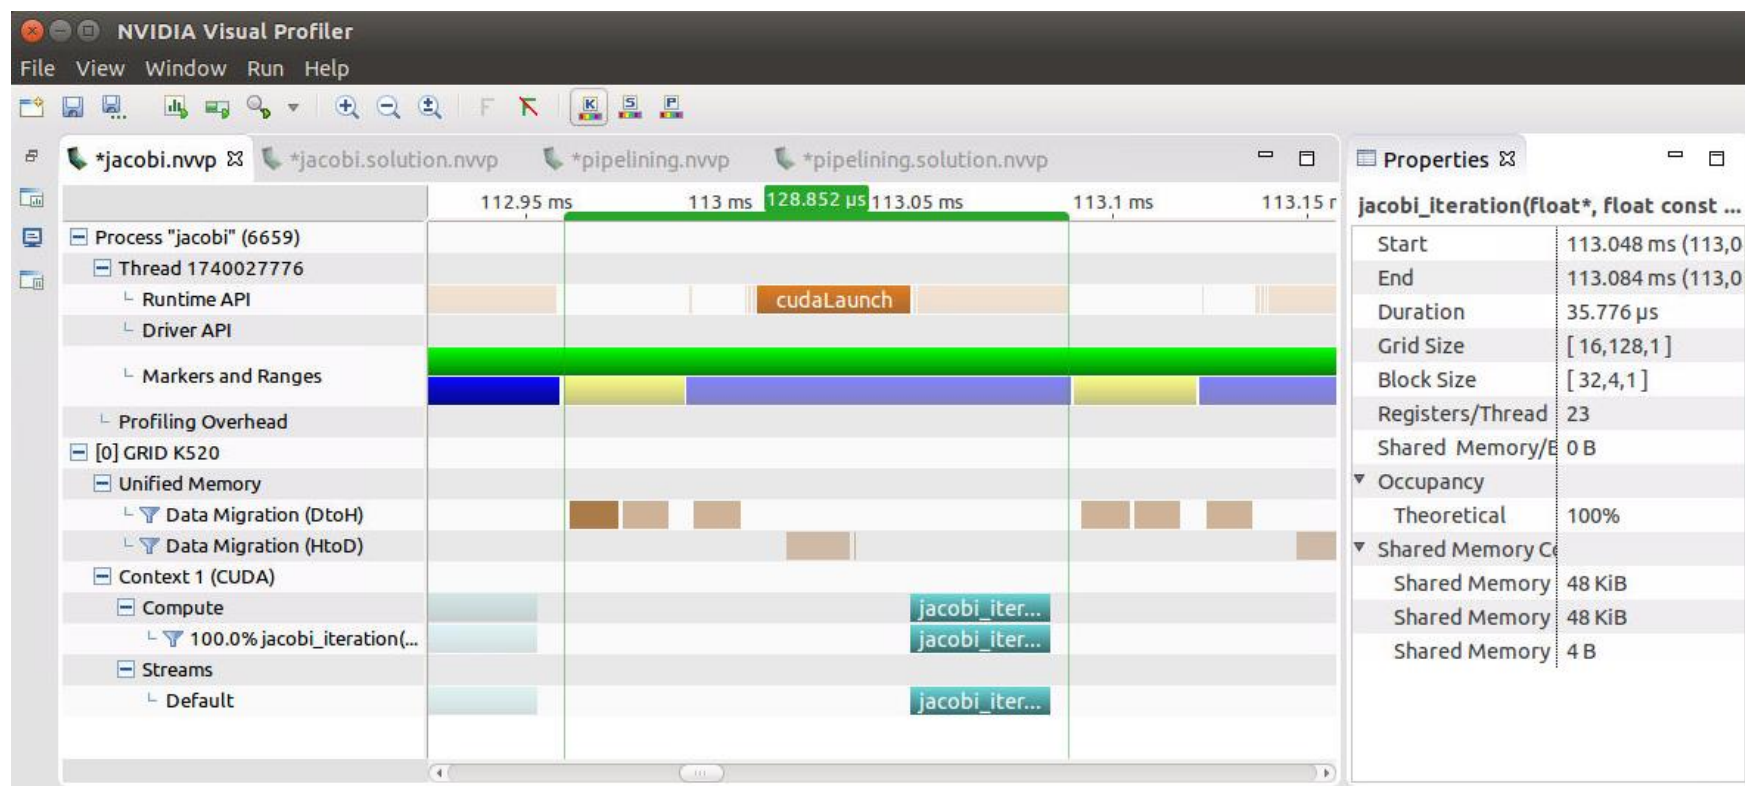 NVIDIA Visual Profiler
File View Window Run Help
F F K S P
*jacobi.nvvp *jacobi.solution.nvvp *pipelining.nvvp *pipelining.solution.nvvp
Properties
112.95 ms 113 ms 128.852 µs 113.05 ms 113.1 ms 113.15 r
jacobi_iteration(float*, float const ...
Process "jacobi" (6659)
Thread 1740027776
Runtime API cudaLaunch
Driver API
Markers and Ranges
Profiling Overhead
[0] GRID K520
Unified Memory
Data Migration (DtoH)
Data Migration (HtoD)
Context 1 (CUDA)
Compute jacobi_iter...
100.0% jacobi_iteration(... jacobi_iter...
Streams
Default jacobi_iter...
Start 113.048 ms (113,0
End 113.084 ms (113,0
Duration 35.776 µs
Grid Size [ 16,128,1 ]
Block Size [ 32,4,1 ]
Registers/Thread 23
Shared Memory/E 0 B
Occupancy
Theoretical 100%
Shared Memory Co
Shared Memory 48 KiB
Shared Memory 48 KiB
Shared Memory 4 B